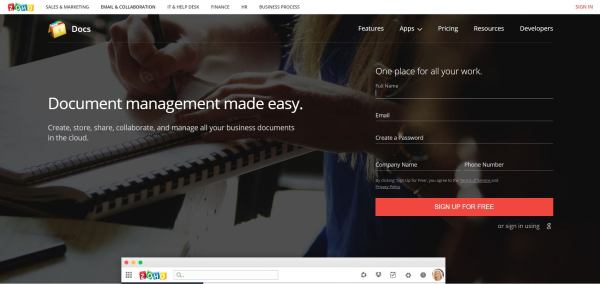 ZOHO SALES & MARKETING EMAIL & COLLABORATION IT & HELP DESK FINANCE HR BUSINESS PROCESS SIGN IN
Docs Features Apps Pricing Resources Developers
One place for all your work.
Full Name
Document management made easy.
Email
Create, store, share, collaborate, and manage all your business documents
in the cloud.
Create a Password
Company Name Phone Number
By clicking 'Sign Up for Free', you agree to the Terms of Service and
Privacy Policy
SIGN UP FOR FREE
or sign in using
ZOHO